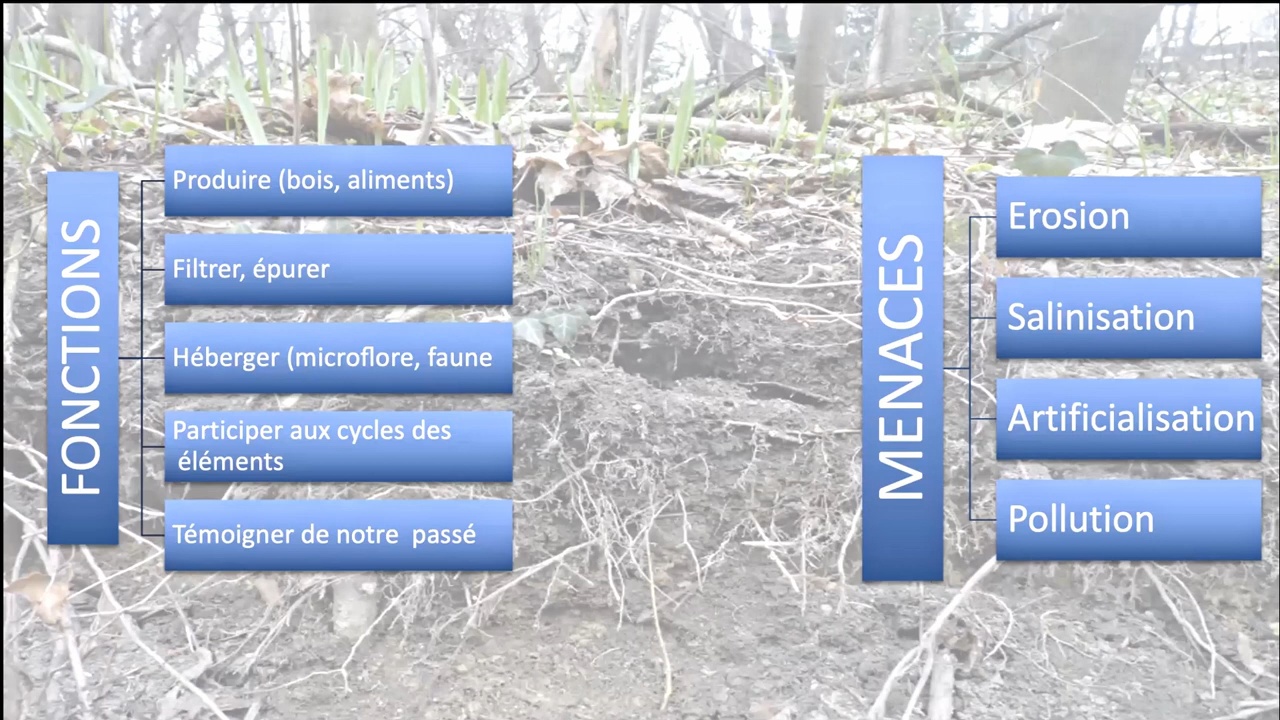 FONCTIONS
Produire (bois, aliments)
Filtrer, épurer
Héberger (microflore, faune
Participer aux cycles des
éléments
Témoigner de notre  passé
MENACES
Erosion
Salinisation
Artificialisation
Pollution